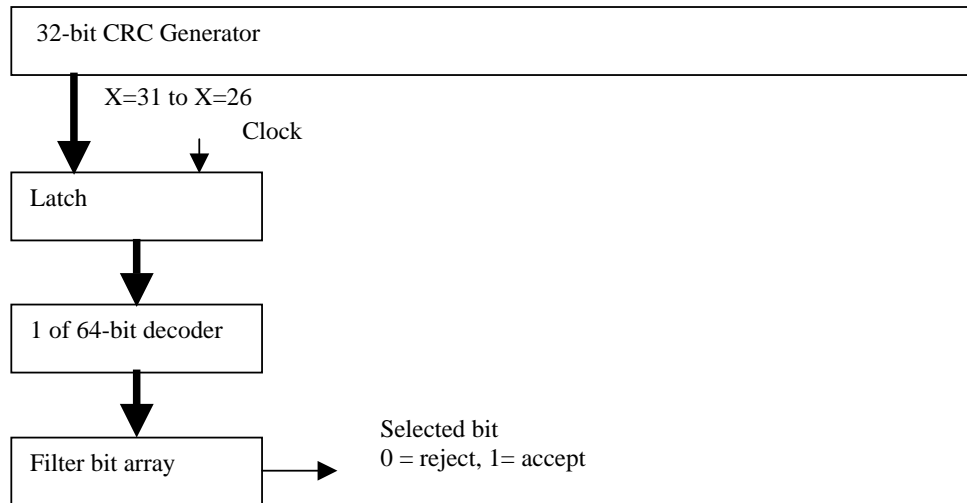 32-bit CRC Generator
X=31 to X=26
Clock
Latch
1 of 64-bit decoder
Filter bit array
Selected bit
0 = reject, 1= accept